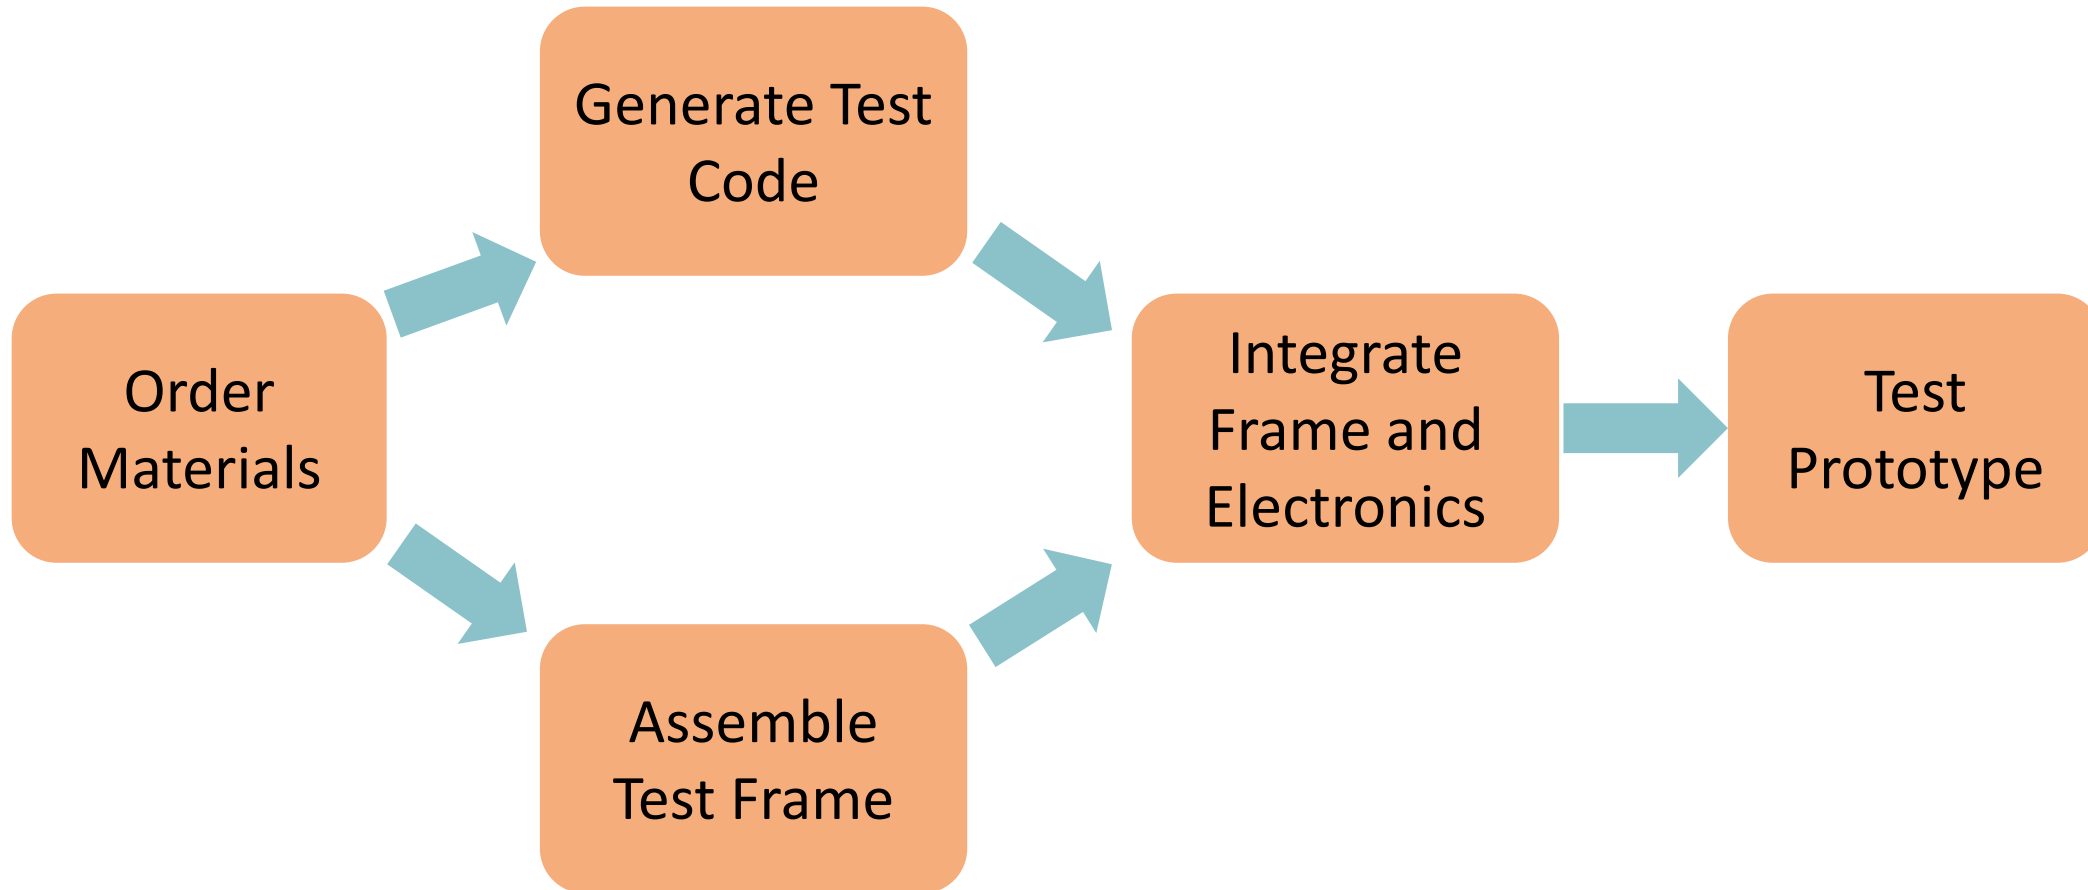 Generate Test
Code
Order
Materials
Integrate
Frame and
Electronics
Test
Prototype
Assemble
Test Frame